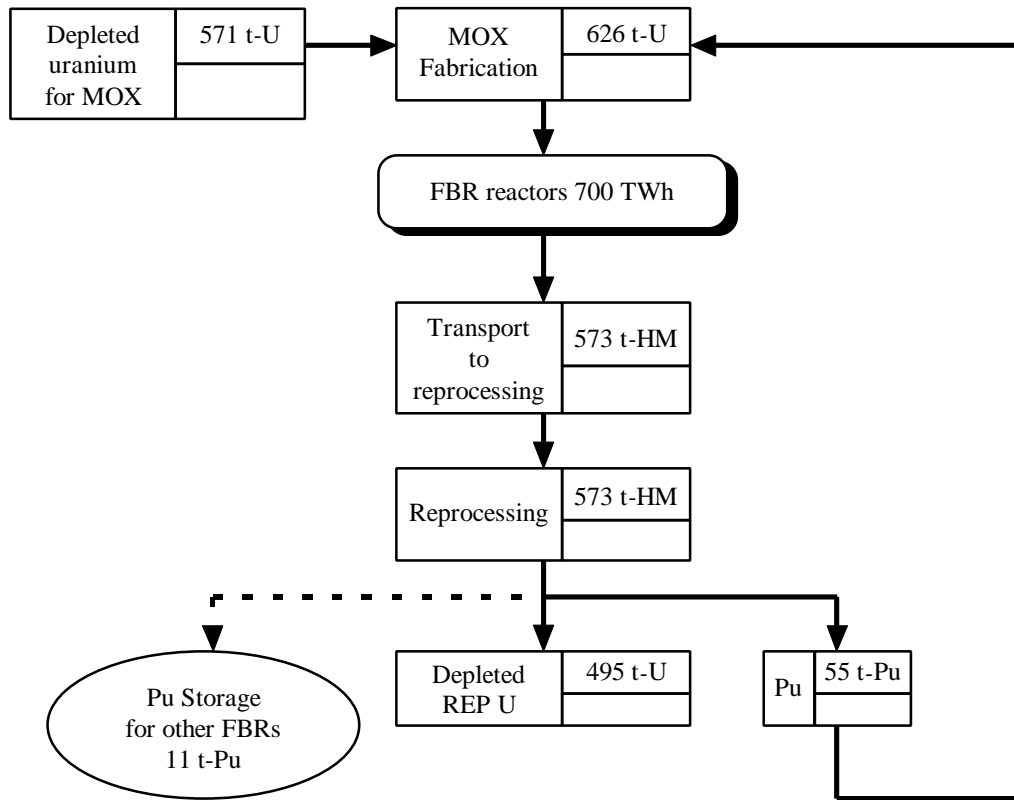 Depleted
uranium
for MOX
571 t-U
MOX
Fabrication
626 t-U
FBR reactors 700 TWh
Transport
to
reprocessing
573 t-HM
Reprocessing
573 t-HM
Pu Storage
for other FBRs
11 t-Pu
Depleted
REP U
495 t-U
Pu
55 t-Pu